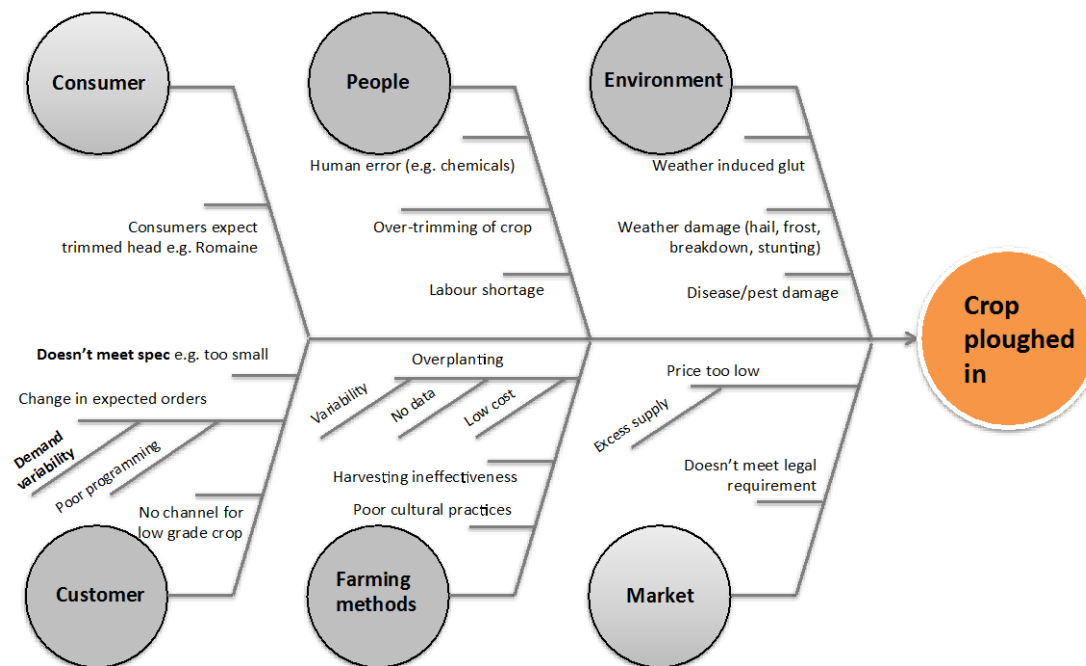 Consumer
People
Environment
Human error (e.g. chemicals)
Weather induced glut
Consumers expect
trimmed head e.g. Romaine
Over-trimming of crop
Weather damage (hail, frost,
breakdown, stunting)
Labour shortage
Disease/pest damage
Crop
ploughed
in
Doesn't meet spec e.g. too small
Change in expected orders
Demand
variability
Poor programming
No channel for
low grade crop
Overplanting
Variability
No data
Low cost
Harvesting ineffectiveness
Poor cultural practices
Price too low
Excess supply
Doesn't meet legal
requirement
Customer
Farming
methods
Market